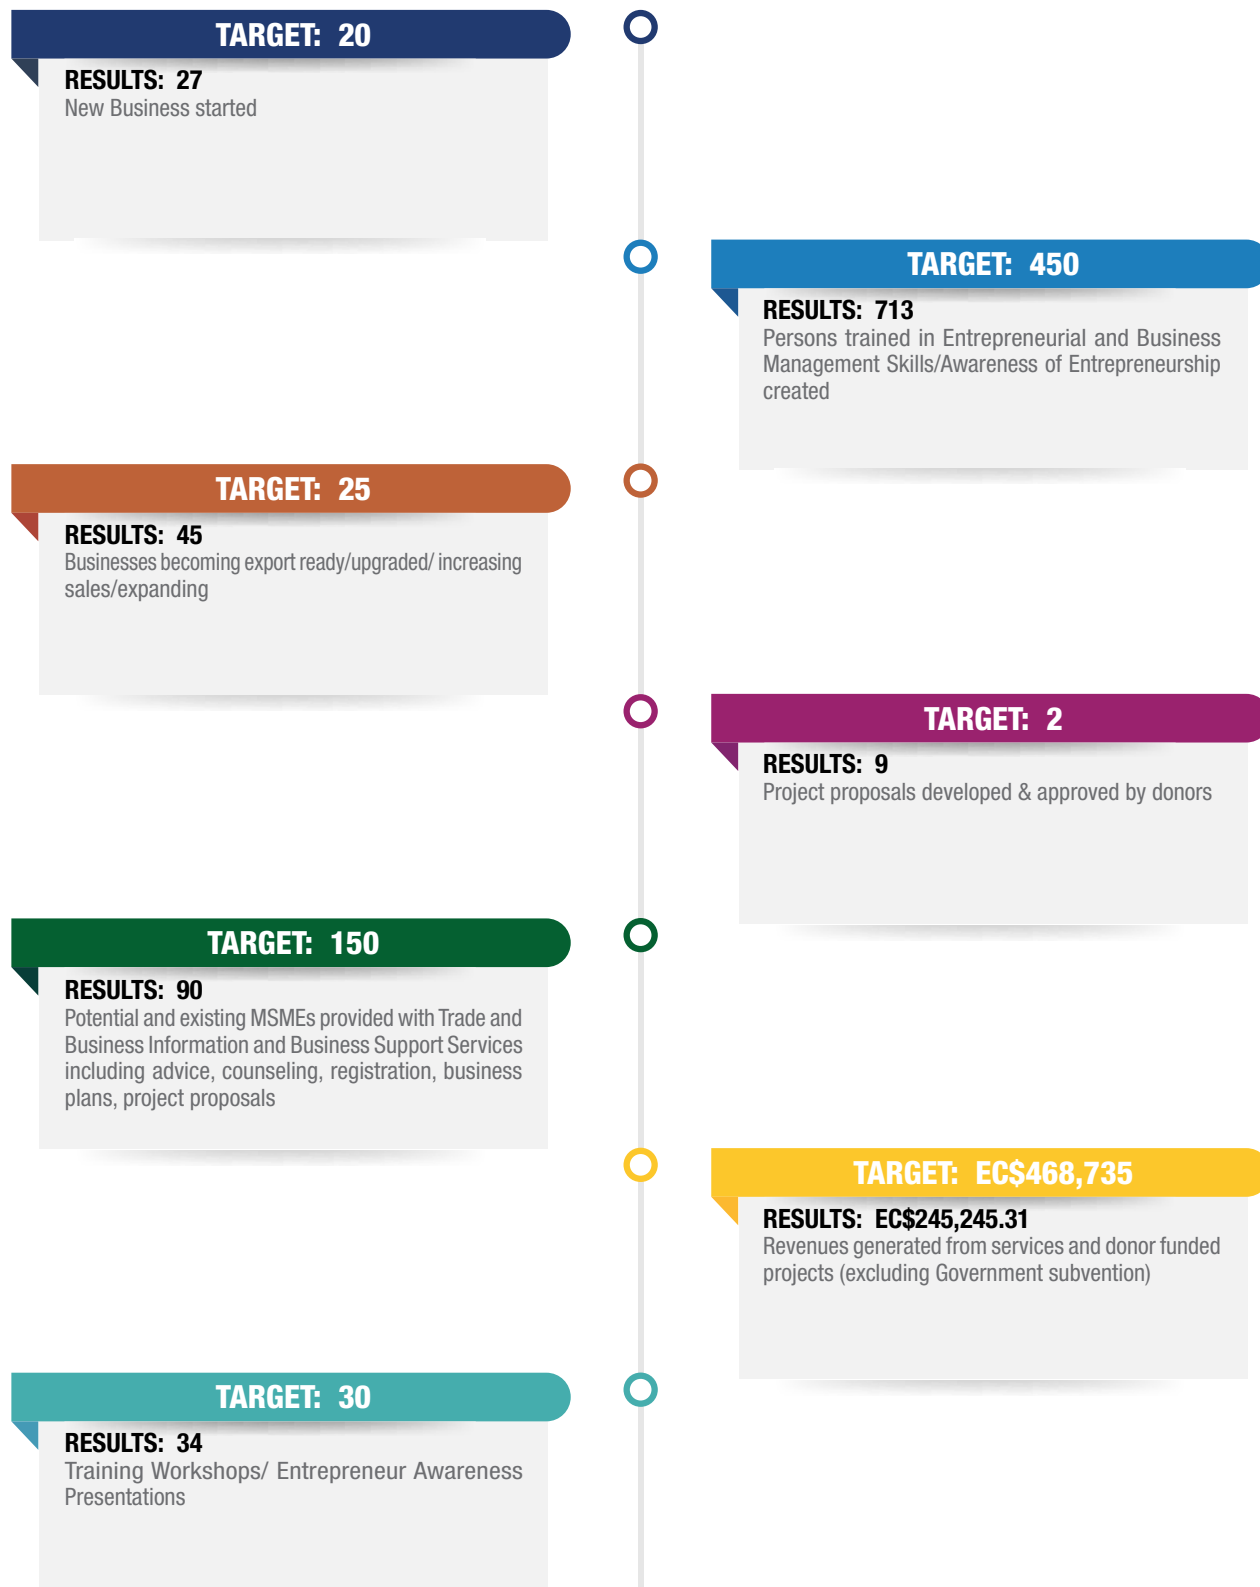 TARGET: 20
RESULTS: 27
New Business started
TARGET: 450
RESULTS: 713
Persons trained in Entrepreneurial and Business
Management Skills/Awareness of Entrepreneurship
created
TARGET: 25
RESULTS: 45
Businesses becoming export ready/upgraded/ increasing
sales/expanding
TARGET: 2
RESULTS: 9
Project proposals developed & approved by donors
TARGET: 150
RESULTS: 90
Potential and existing MSMEs provided with Trade and
Business Information and Business Support Services
including advice, counseling, registration, business
plans, project proposals
TARGET: EC$468,735
RESULTS: EC$245,245.31
Revenues generated from services and donor funded
projects (excluding Government subvention)
TARGET: 30
RESULTS: 34
Training Workshops/ Entrepreneur Awareness
Presentations